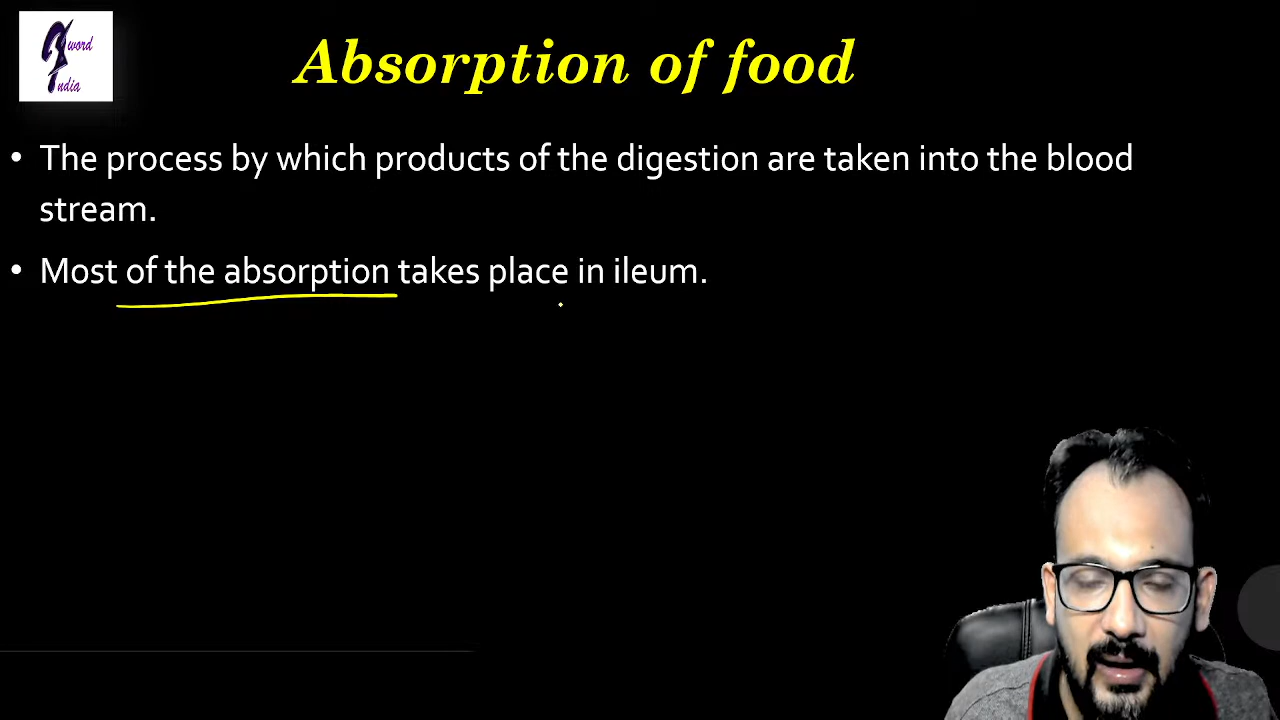 word
India
Absorption of food
• The process by which products of the digestion are taken into the blood
stream.
• Most of the absorption takes place in ileum.